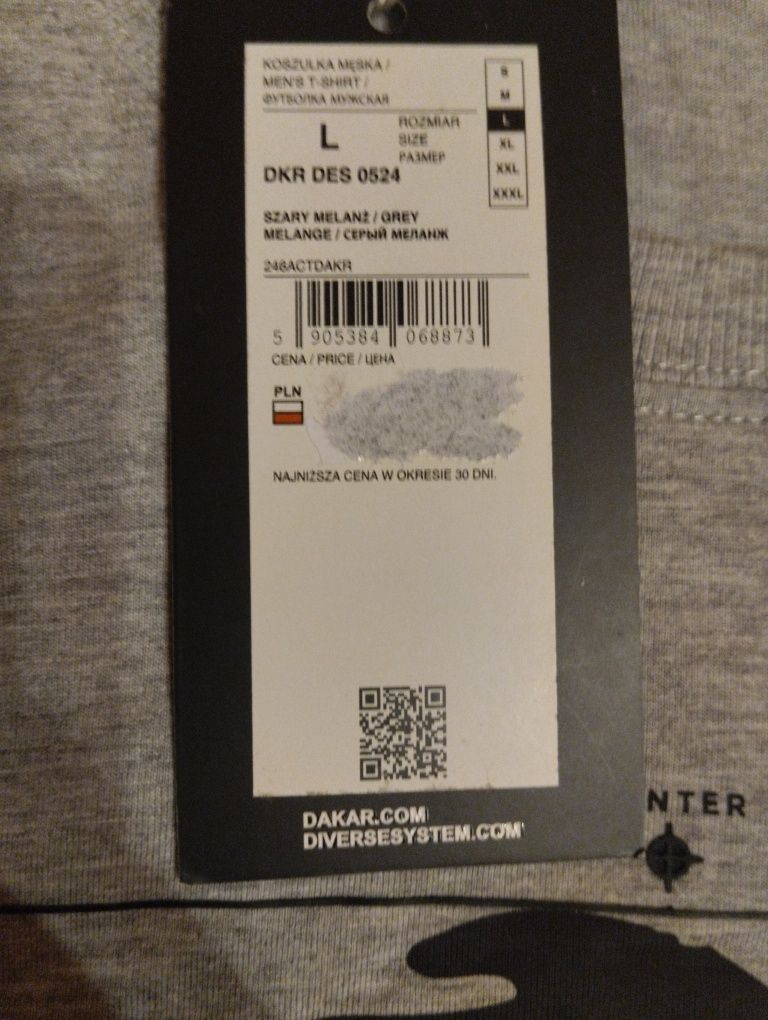 KOSZULKA MĘSKA /
MEN'S T-SHIRT /
ФУТБОЛКА МУЖСКАЯ
S
M
L
XL
XXL
XXXL
L
ROZMIAR
SIZE
РАЗМЕР
DKR DES 0524
SZARY MELANŻ / GREY
MELANGE / СЕРЫЙ МЕЛАНЖ
246ACTDAKR
5 905384 068873
CENA / PRICE / ЦЕНА
PLN
NAJNIŻSZA CENA W OKRESIE 30 DNI.
DAKAR.COM
DIVERSESYSTEM.COM
NTER